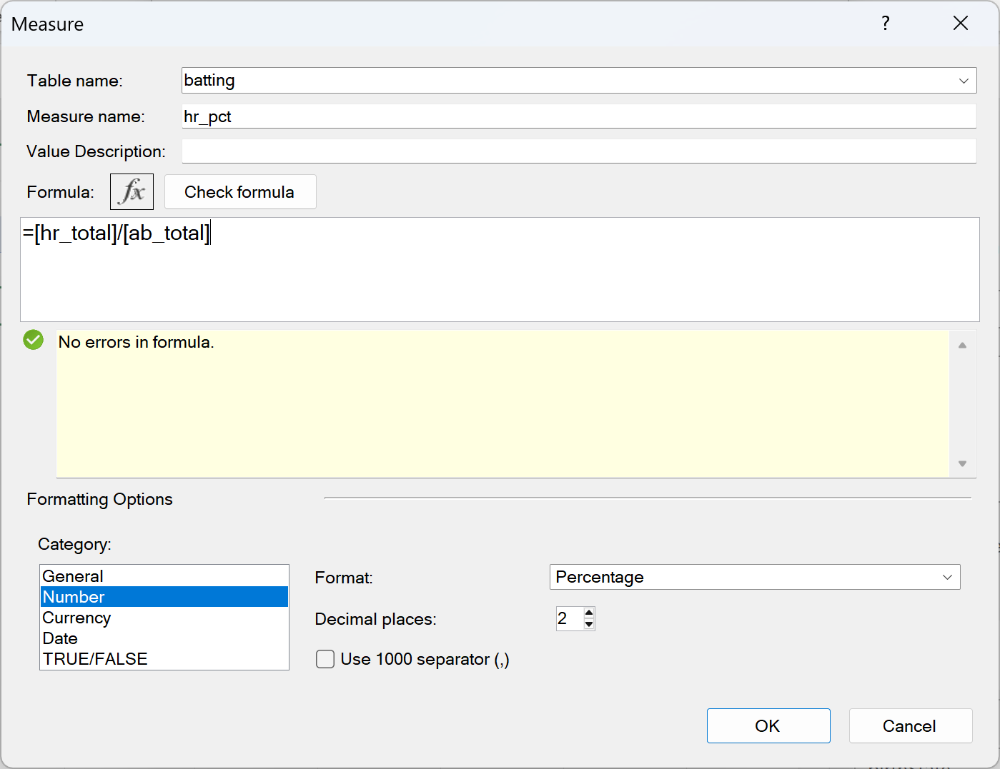 Measure
?
Table name:
batting
Measure name:
hr_pct
Value Description:
Formula:
fx
Check formula
=[hr_total]/[ab_total]
No errors in formula.
Formatting Options
Category:
General
Number
Currency
Date
TRUE/FALSE
Format:
Percentage
Decimal places:
2
Use 1000 separator (,)
OK
Cancel